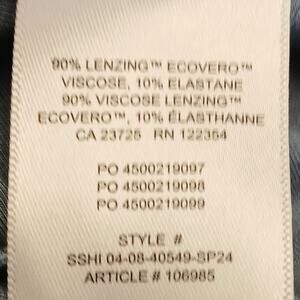 90% LENZING™ ECOVERO™
VISCOSE, 10% ELASTANE
90% VISCOSE LENZING™
ECOVERO™, 10% ÉLASTHANNE
CA 23725 RN 122354
PO 4500219097
PO 4500219098
PO 4500219099
STYLE #
SSHI 04-08-40549-SP24
ARTICLE # 106985